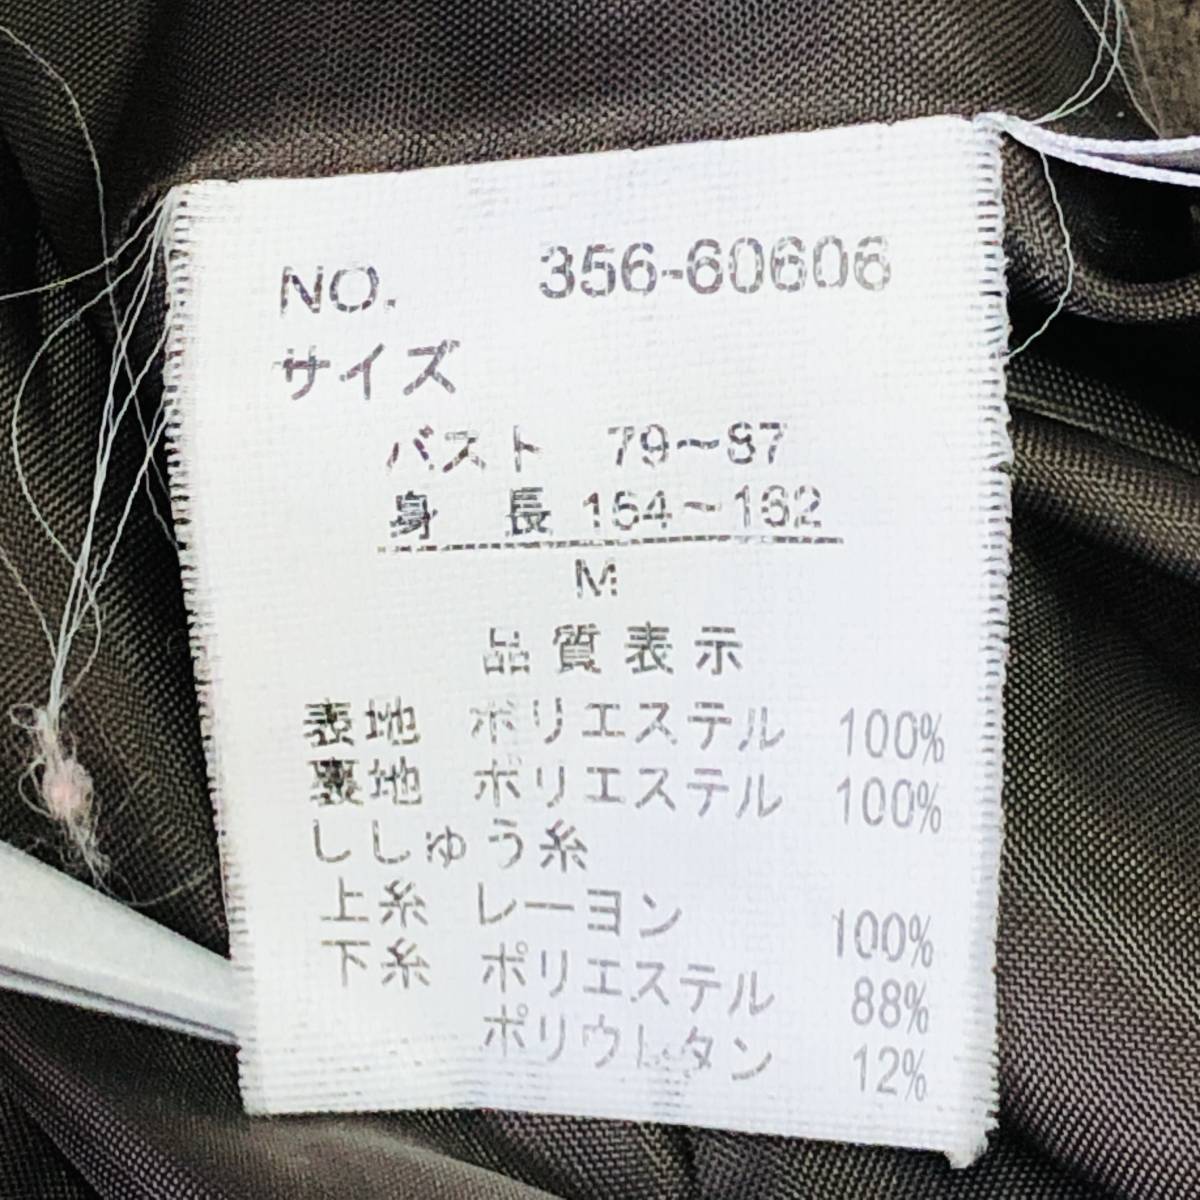 NO. 356-60606
サイズ
バスト 79～87
身 長 154～162
M
品質表示
表地 ポリエステル 100%
裏地 ポリエステル 100%
ししゅう糸
上糸 レーヨン 100%
下糸 ポリエステル 88%
ポリウレタン 12%